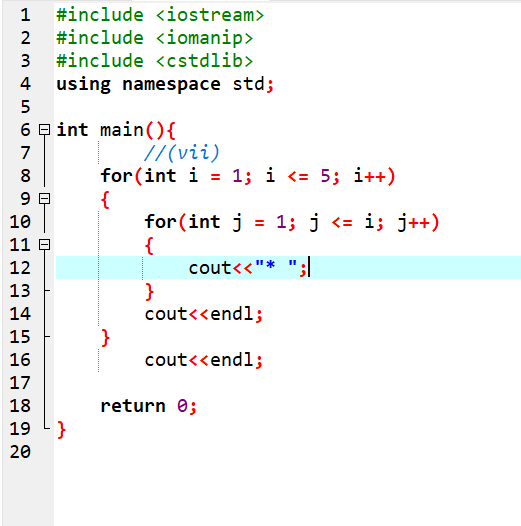 1 #include <iostream>
2 #include <iomanip>
3 #include <cstdlib>
4 using namespace std;
5
6 int main(){
7         //(vii)
8     for(int i = 1; i <= 5; i++)
9     {
10         for(int j = 1; j <= i; j++)
11         {
12             cout<<"* ";
13         }
14         cout<<endl;
15     }
16         cout<<endl;
17
18     return 0;
19 }
20